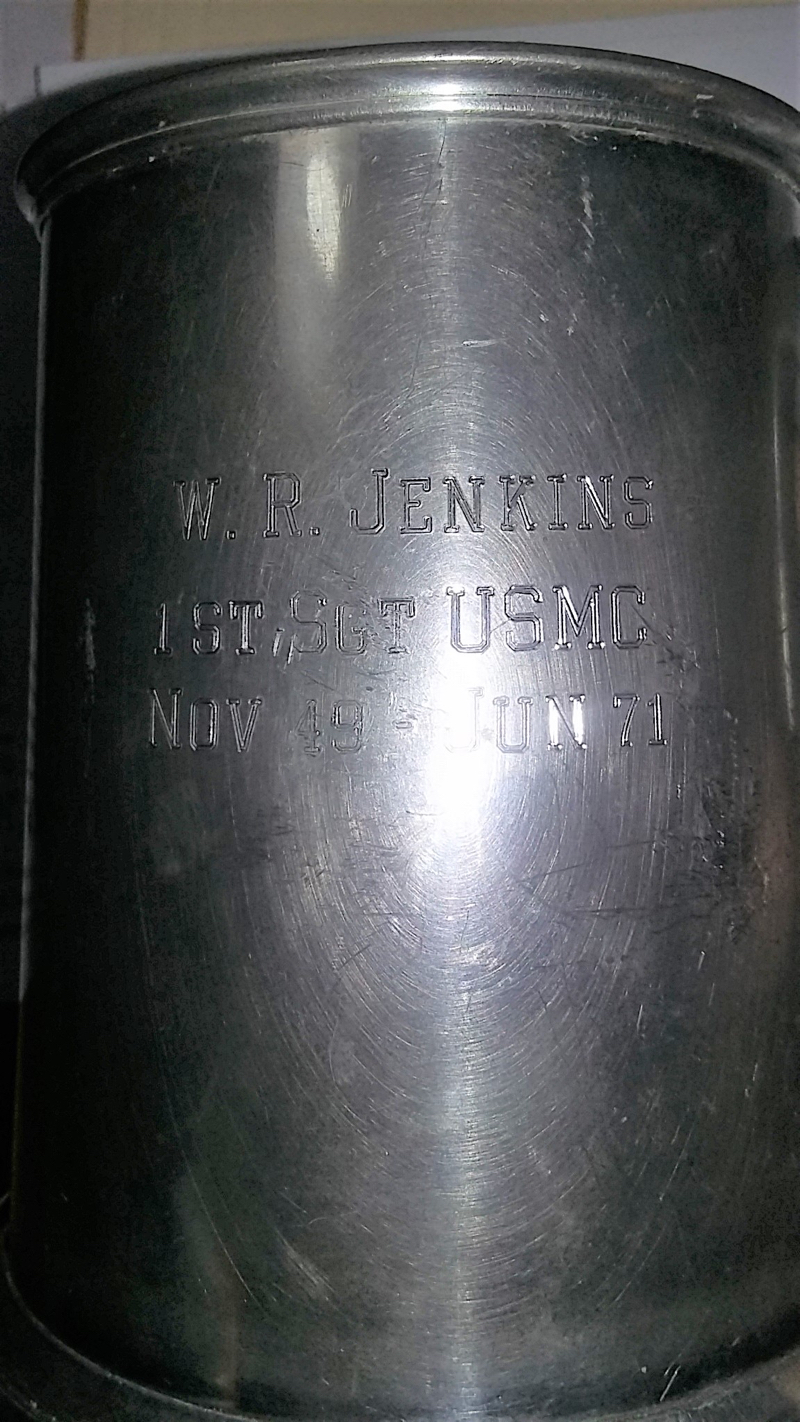 W. R. JENKINS
1ST SGT USMC
NOV 49 - JUN 71